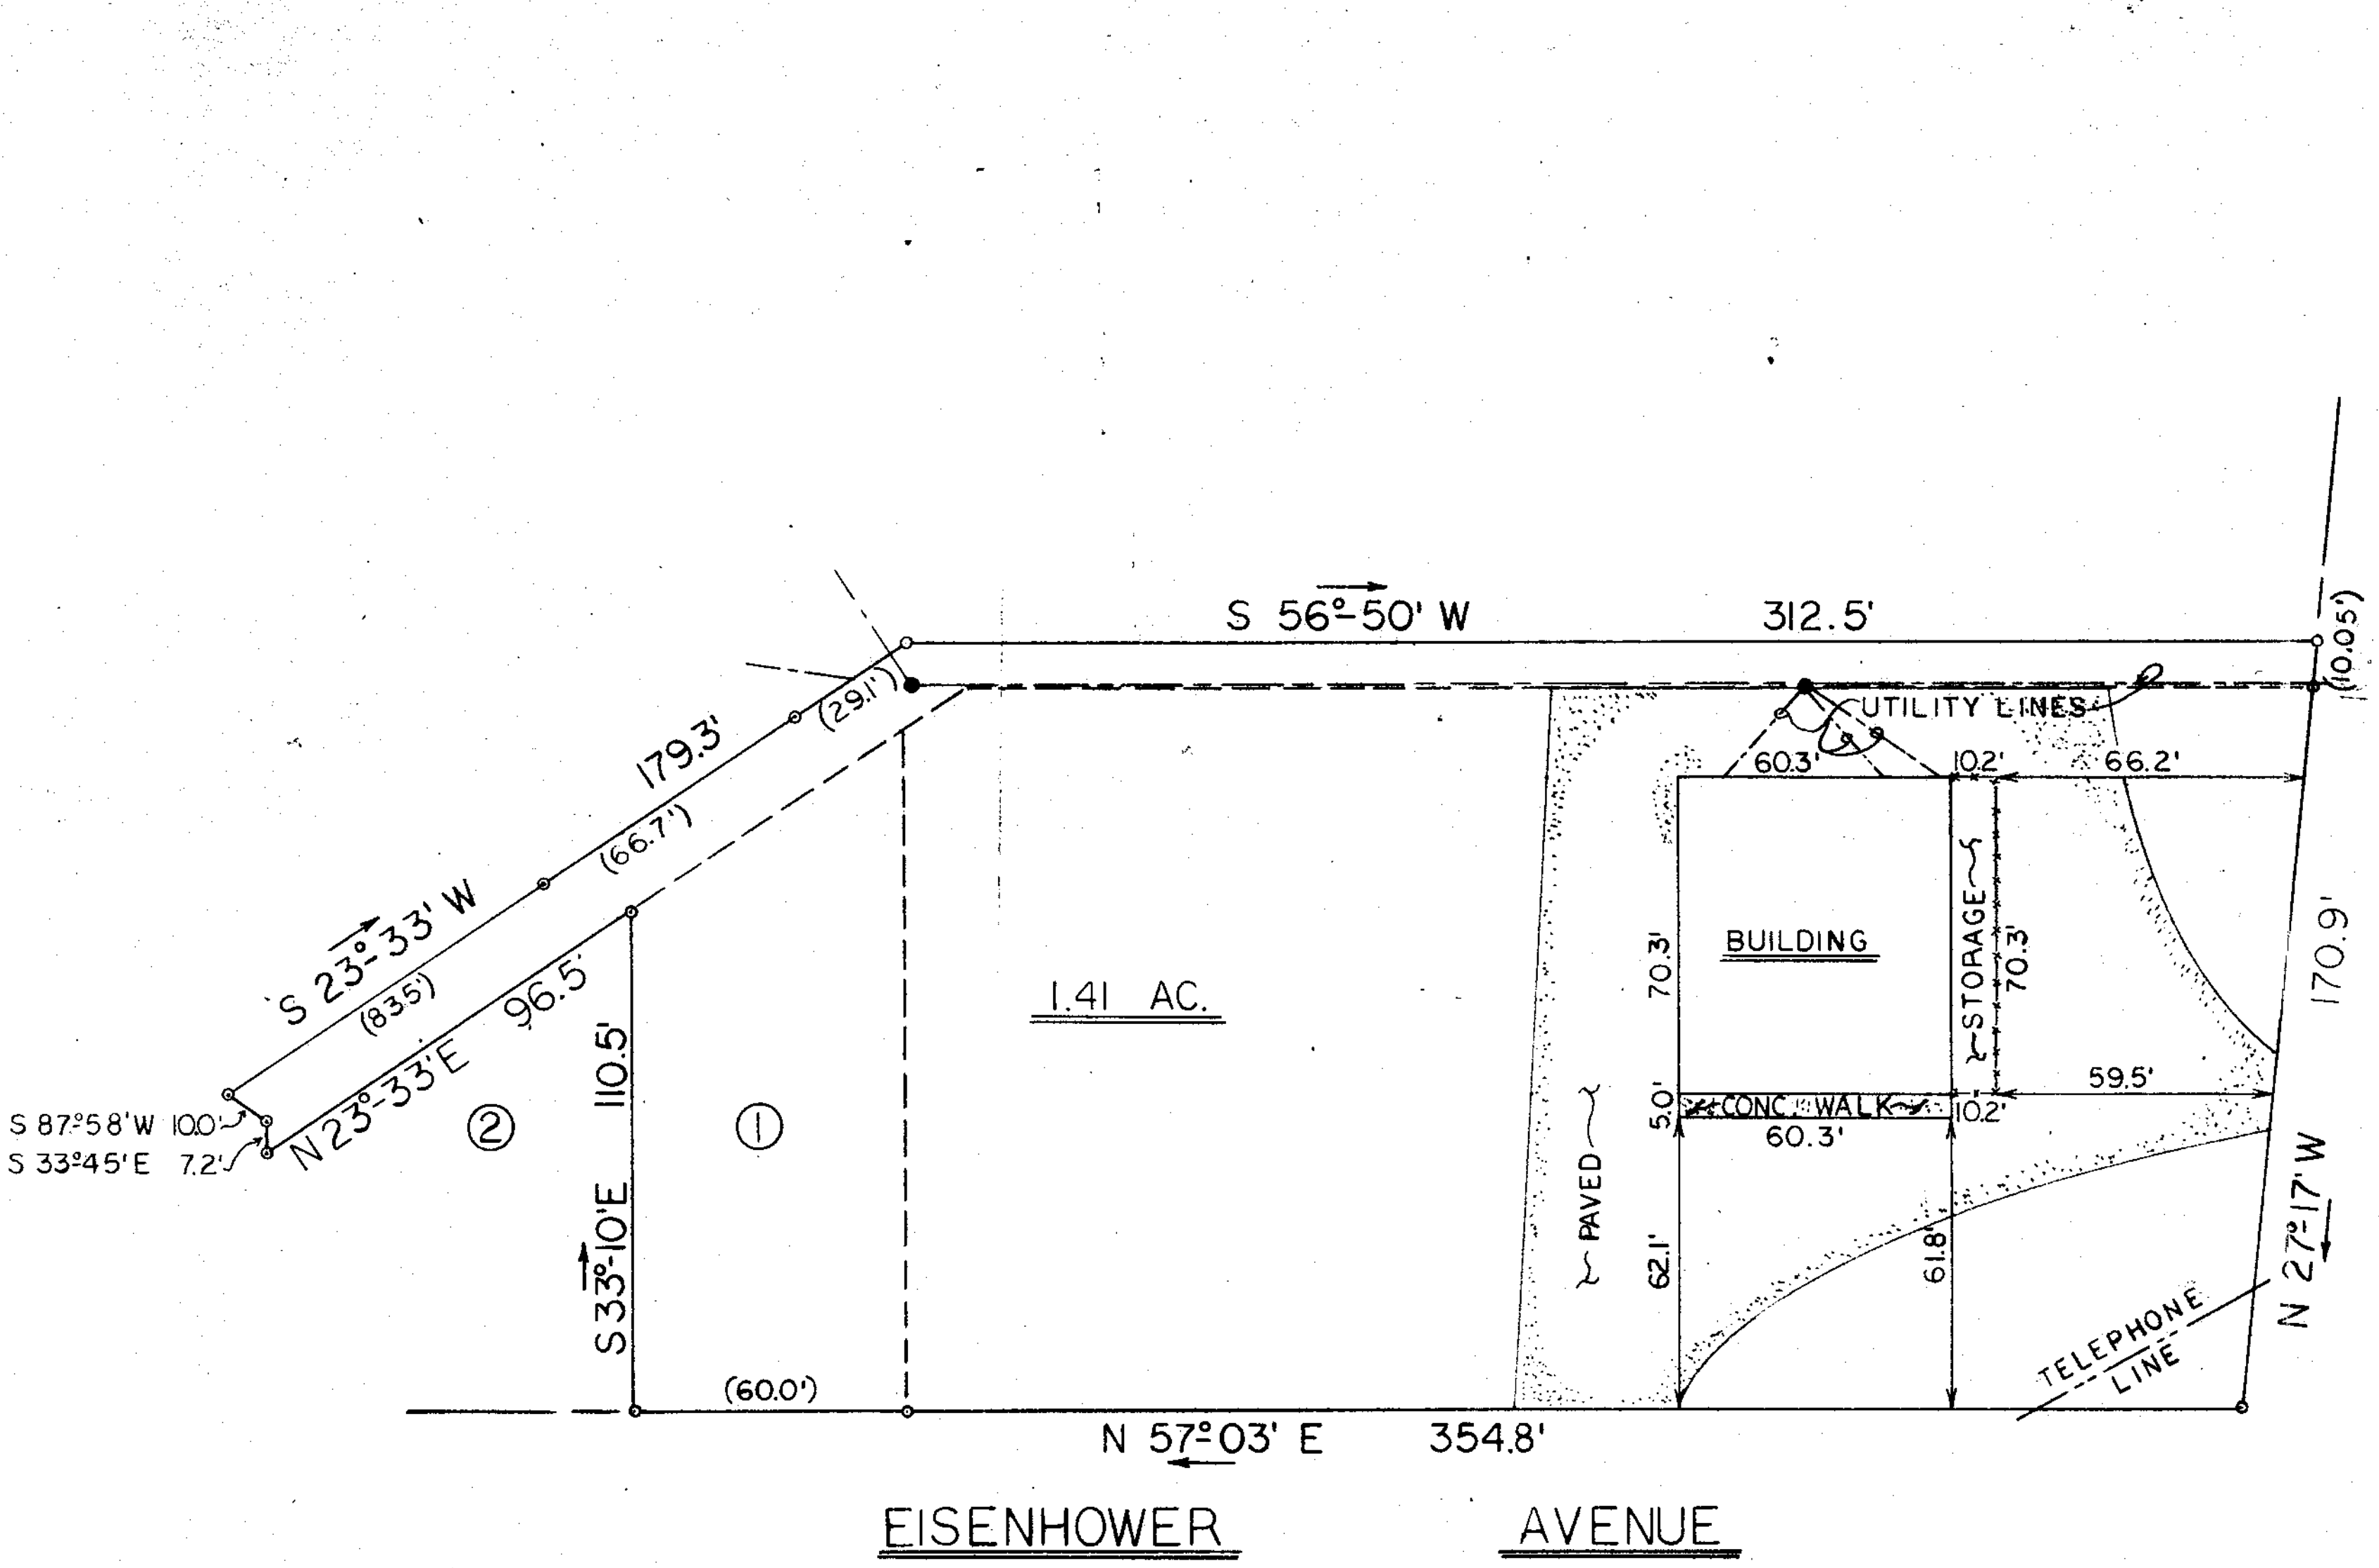 S 56°-50' W 312.5'
(10.05')
(29.1')
179.3'
UTILITY LINES
60.3' 10.2' 66.2'
(66.7')
S 23°-33' W
(83.5')
96.5'
N 23°-33' E
1.41 AC.
BUILDING
70.3'
STORAGE
70.3'
170.9'
110.5'
S 33°-10' E
S 87°-58' W 10.0'
S 33°-45' E 7.2'
2
1
5.0'
CONC. WALK
10.2'
59.5'
60.3'
PAVED
62.1'
61.8'
N 27°-17' W
TELEPHONE
LINE
(60.0')
N 57°-03' E 354.8'
EISENHOWER AVENUE